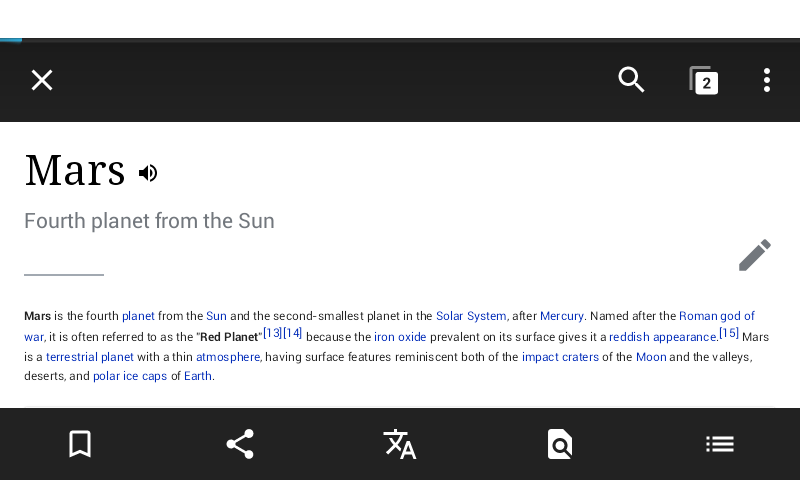 2
Mars
Fourth planet from the Sun
Mars is the fourth planet from the Sun and the second-smallest planet in the Solar System, after Mercury. Named after the Roman god of
war, it is often referred to as the "Red Planet"[13][14] because the iron oxide prevalent on its surface gives it a reddish appearance.[15] Mars
is a terrestrial planet with a thin atmosphere, having surface features reminiscent both of the impact craters of the Moon and the valleys,
deserts, and polar ice caps of Earth.